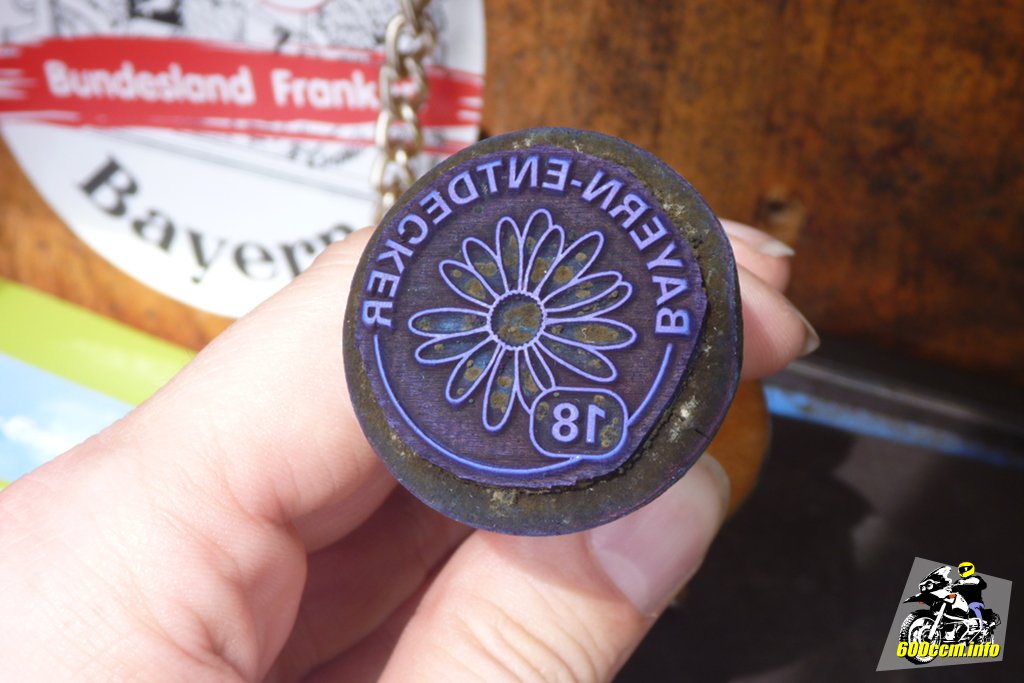 Bundesland Frank
Bayern
BAYERN-ENTDECKER
18
600ccm.info